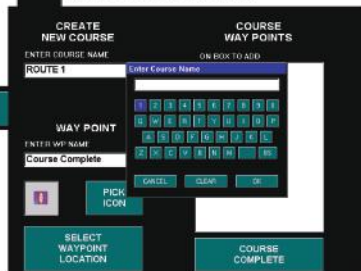 CREATE
NEW COURSE
COURSE
WAY POINTS
ENTER COURSE NAME
ON BOX TO ADD
ROUTE 1
Enter Course Name
1 2 3 4 5 6 7 8 9 0
Q W E R T Y U I O P
A S D F G H J K L
Z X C V B N M BS
CANCEL CLEAR OK
WAY POINT
ENTER WP NAME
Course Complete
PICK
ICON
SELECT
WAYPOINT
LOCATION
COURSE
COMPLETE